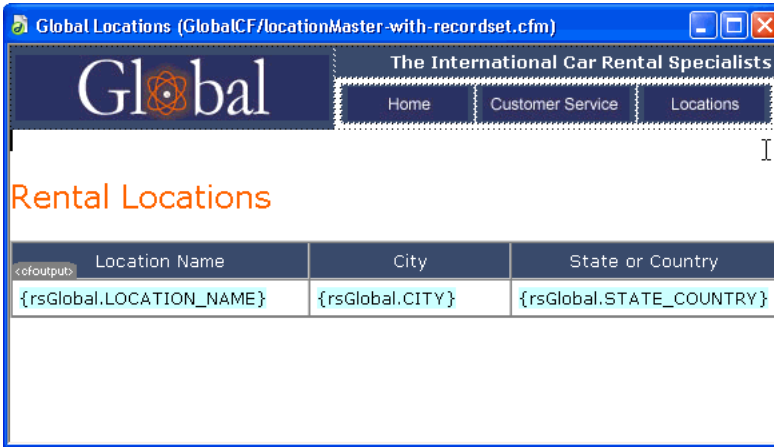 Global Locations (GlobalCF/locationMaster-with-recordset.cfm)
Global
The International Car Rental Specialists
Home Customer Service Locations
Rental Locations
Location Name City State or Country
<cfoutput>
{rsGlobal.LOCATION_NAME} {rsGlobal.CITY} {rsGlobal.STATE_COUNTRY}